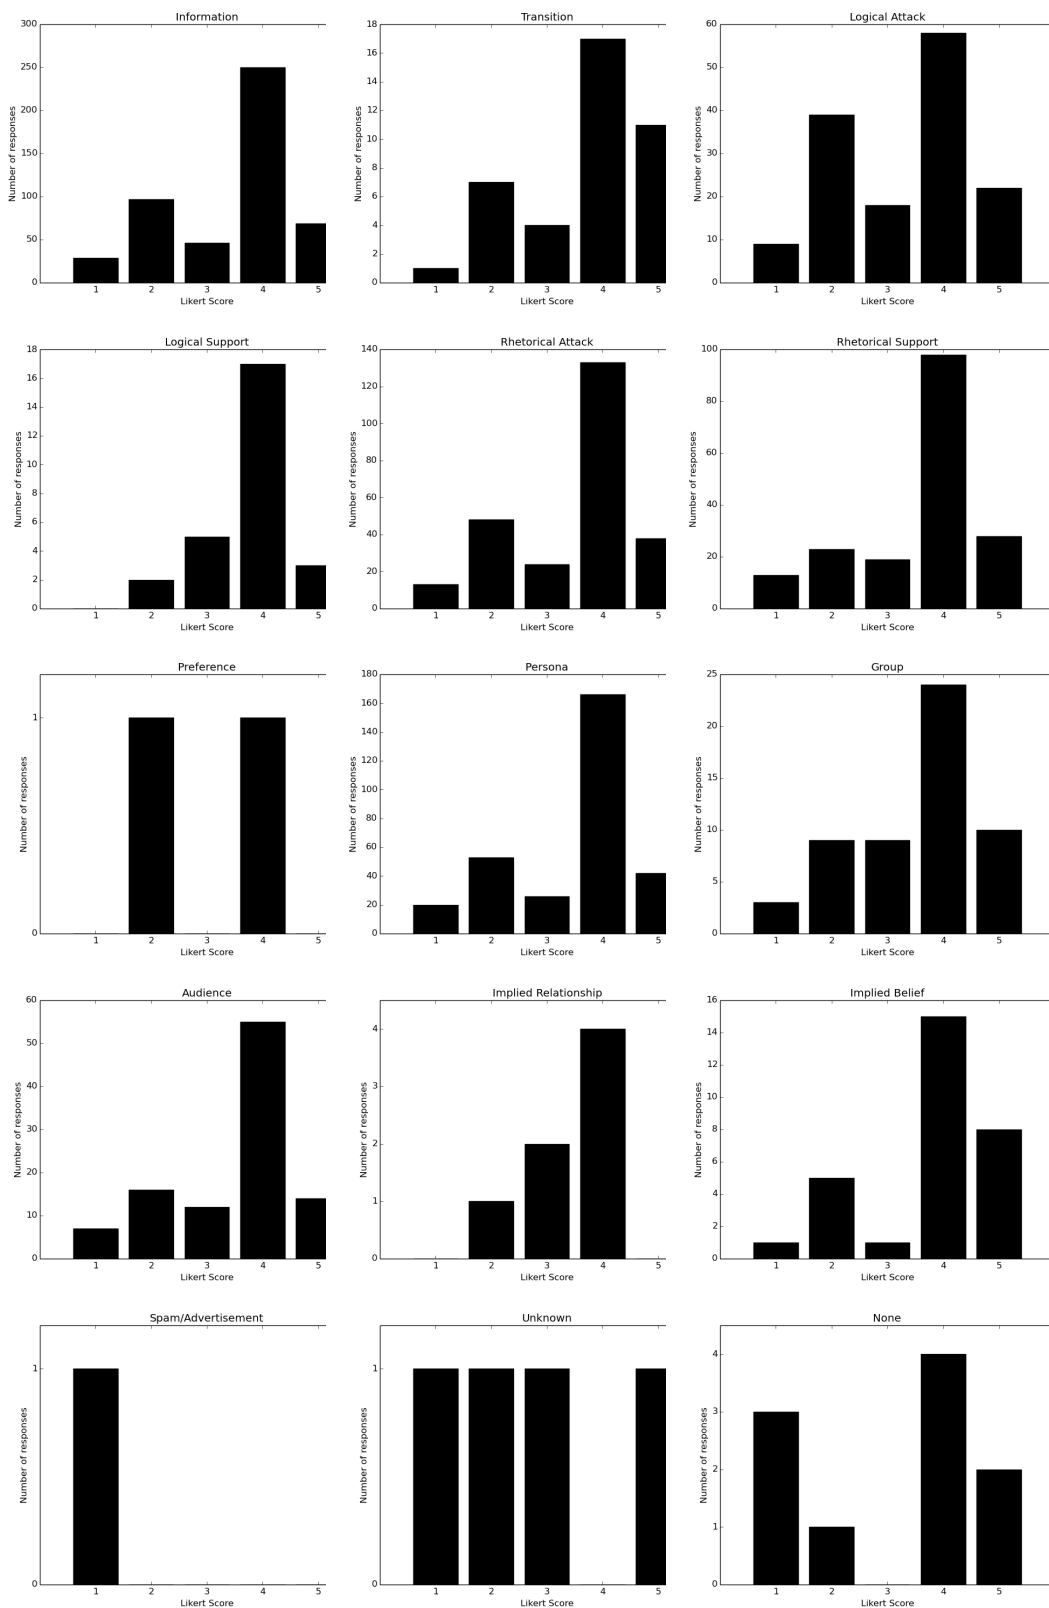 Information
300
250
200
150
100
50
0
Number of responses
1 2 3 4 5
Likert Score
Transition
18
16
14
12
10
8
6
4
2
0
Number of responses
1 2 3 4 5
Likert Score
Logical Attack
60
50
40
30
20
10
0
Number of responses
1 2 3 4 5
Likert Score
Logical Support
18
16
14
12
10
8
6
4
2
0
Number of responses
1 2 3 4 5
Likert Score
Rhetorical Attack
140
120
100
80
60
40
20
0
Number of responses
1 2 3 4 5
Likert Score
Rhetorical Support
100
80
60
40
20
0
Number of responses
1 2 3 4 5
Likert Score
Preference
1
0
Number of responses
1 2 3 4 5
Likert Score
Persona
180
160
140
120
100
80
60
40
20
0
Number of responses
1 2 3 4 5
Likert Score
Group
25
20
15
10
5
0
Number of responses
1 2 3 4 5
Likert Score
Audience
60
50
40
30
20
10
0
Number of responses
1 2 3 4 5
Likert Score
Implied Relationship
4
3
2
1
0
Number of responses
1 2 3 4 5
Likert Score
Implied Belief
16
14
12
10
8
6
4
2
0
Number of responses
1 2 3 4 5
Likert Score
Spam/Advertisement
1
0
Number of responses
1 2 3 4 5
Likert Score
Unknown
1
0
Number of responses
1 2 3 4 5
Likert Score
None
4
3
2
1
0
Number of responses
1 2 3 4 5
Likert Score